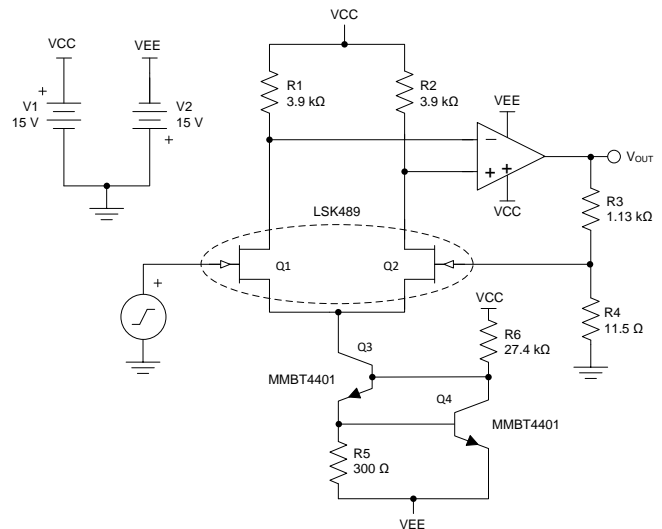 VCC
VCC
VEE
V1
15 V
V2
15 V
+
+
R1
3.9 kΩ
R2
3.9 kΩ
VEE
−
+
+
VCC
VOUT
R3
1.13 kΩ
LSK489
Q1
Q2
+
R4
11.5 Ω
VCC
R6
27.4 kΩ
Q3
MMBT4401
Q4
MMBT4401
R5
300 Ω
VEE